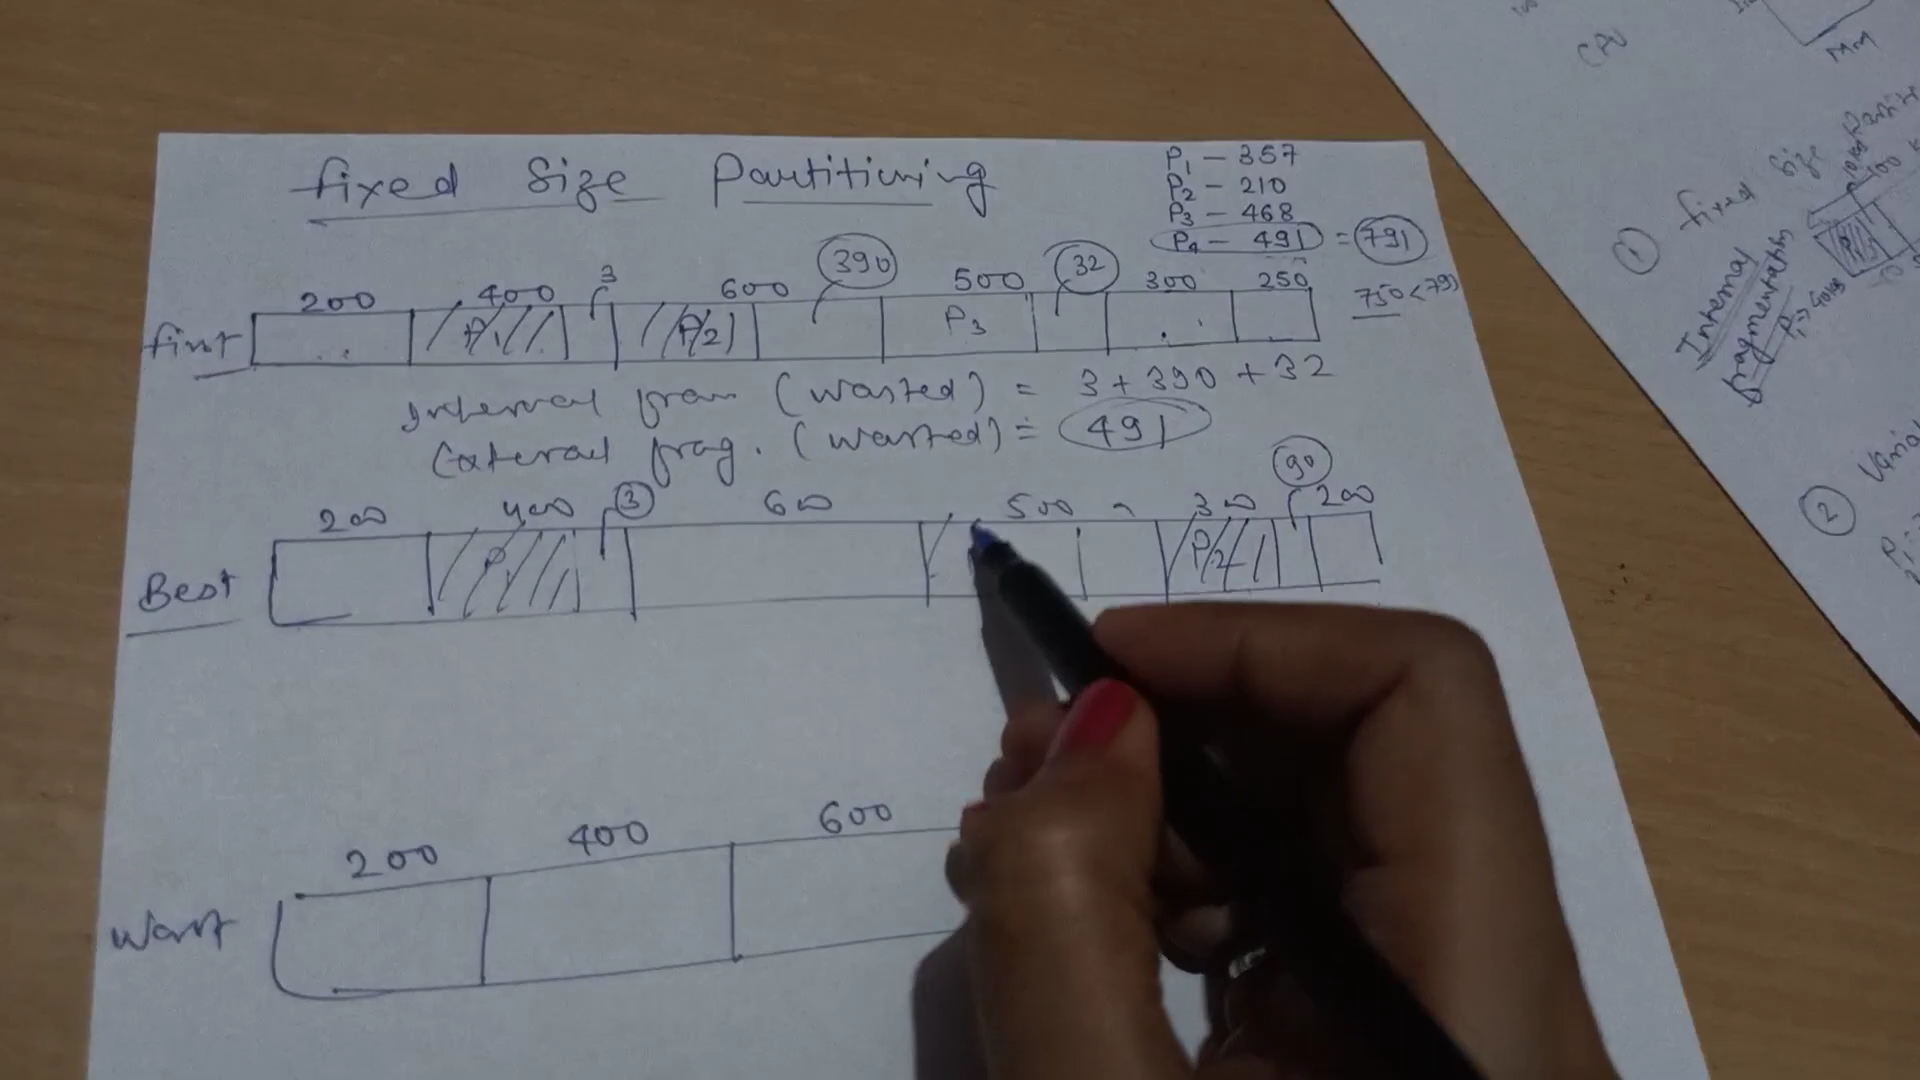 fixed Size Partitioning
P1 - 357
P2 - 210
P3 - 468
P4 - 491 = 791
750 < 791
200 400 3 600 390 500 32 300 250
first P1 P2 P3
Internal fram (wasted) = 3 + 390 + 32
External frag. (wasted) = 491
200 400 3 600 500 300 90 200
Best P1 P2
200 400 600
Worst
CPU
MM
① fixed Size
Internal
fragmentation
100 K
②